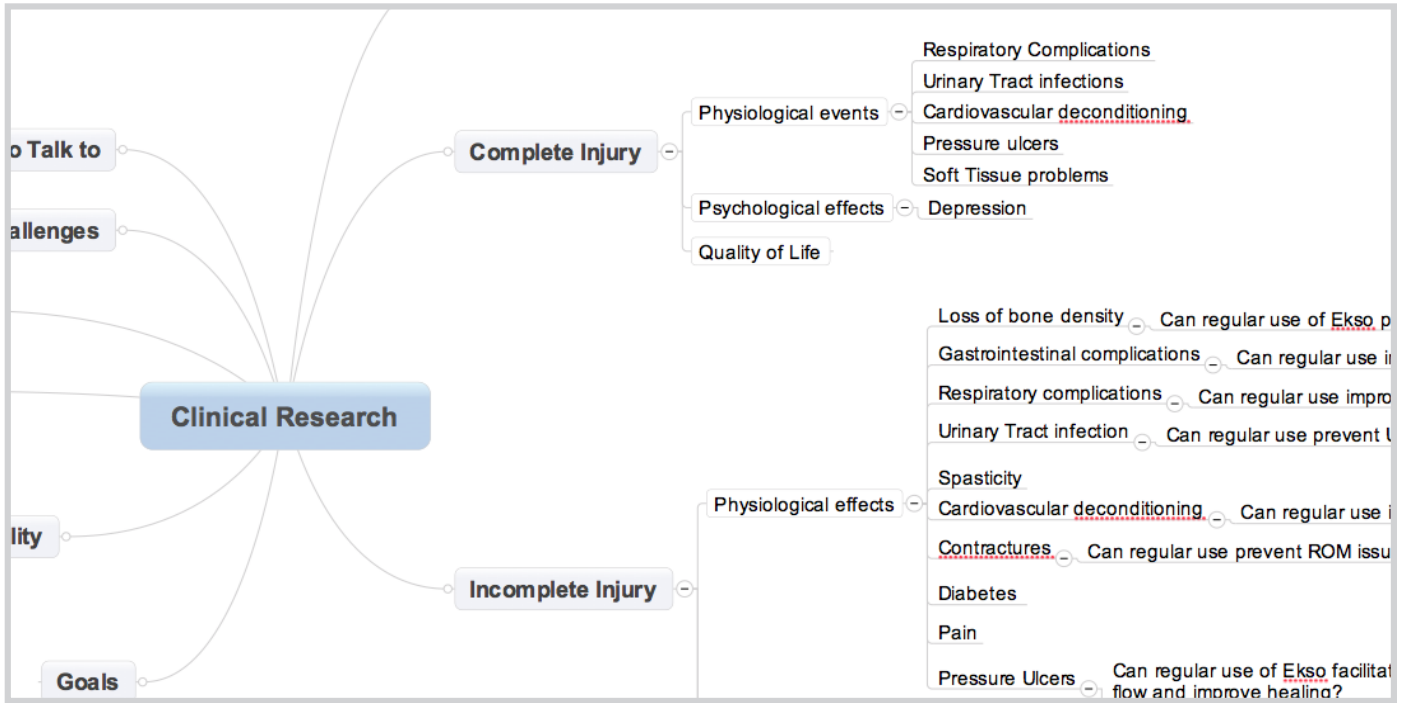 Respiratory Complications
Urinary Tract infections
Physiological events
Cardiovascular deconditioning
Pressure ulcers
Soft Tissue problems
Complete Injury
Psychological effects
Depression
Quality of Life
o Talk to
allenges
Clinical Research
lity
Goals
Incomplete Injury
Physiological effects
Loss of bone density
Can regular use of Ekso p
Gastrointestinal complications
Can regular use i
Respiratory complications
Can regular use impro
Urinary Tract infection
Can regular use prevent
Spasticity
Cardiovascular deconditioning
Can regular use i
Contractures
Can regular use prevent ROM issu
Diabetes
Pain
Pressure Ulcers
Can regular use of Ekso facilitat
flow and improve healing?